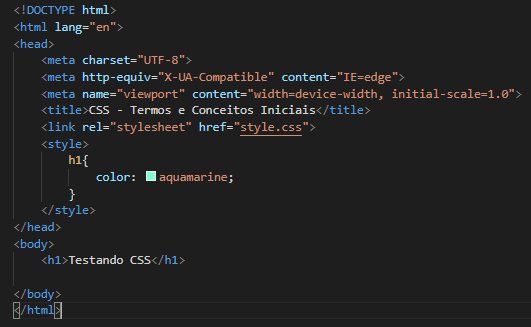 <!DOCTYPE html>
<html lang="en">
<head>
    <meta charset="UTF-8">
    <meta http-equiv="X-UA-Compatible" content="IE=edge">
    <meta name="viewport" content="width=device-width, initial-scale=1.0">
    <title>CSS - Termos e Conceitos Iniciais</title>
    <link rel="stylesheet" href="style.css">
    <style>
        h1{
            color: aquamarine;
        }
    </style>
</head>
<body>
    <h1>Testando CSS</h1>

</body>
</html>